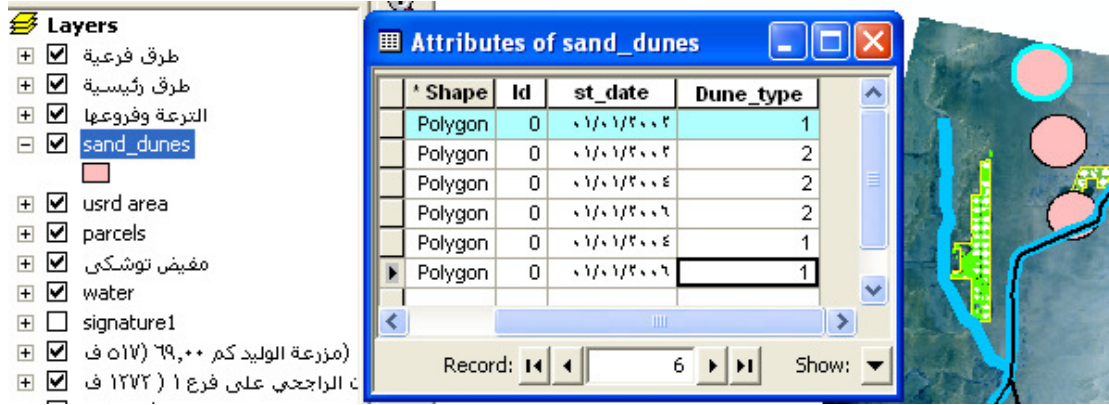 Layers
طرق فرعية
طرق رئيسية
الترعة وفروعها
sand_dunes
usrd area
parcels
مفيض توشكى
water
signature1
(مزرعة الوليد كم ٦٩,٠٠ (٥١٧ ف
الراجعي على فرع ١ ( ١٢٧٢ ف
Attributes of sand_dunes
* Shape Id st_date Dune_type
Polygon 0 ٠١/٠١/٢٠٠٢ 1
Polygon 0 ٠١/٠١/٢٠٠٢ 2
Polygon 0 ٠١/٠١/٢٠٠٤ 2
Polygon 0 ٠١/٠١/٢٠٠٦ 2
Polygon 0 ٠١/٠١/٢٠٠٤ 1
Polygon 0 ٠١/٠١/٢٠٠٦ 1
Record: 6 Show: